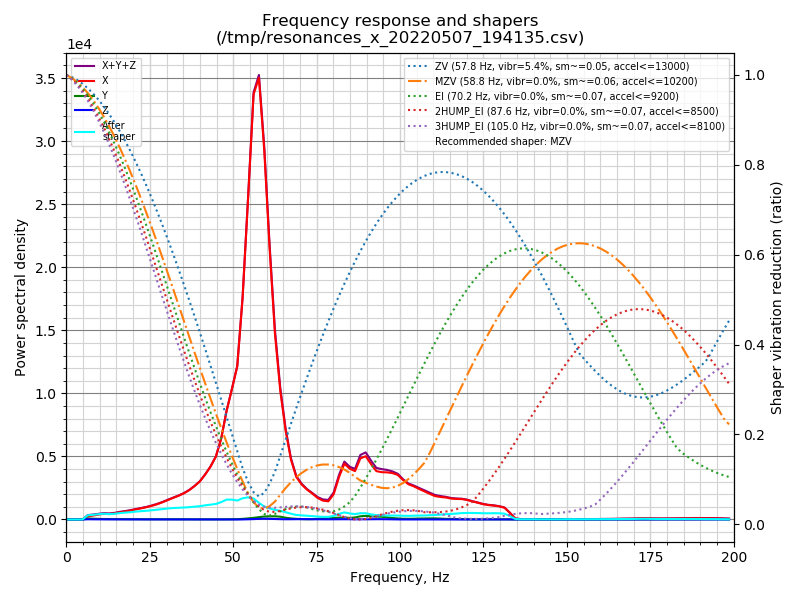 Frequency response and shapers
(/tmp/resonances_x_20220507_194135.csv)
1e4
X+Y+Z
X
Y
Z
After
shaper
ZV (57.8 Hz, vibr=5.4%, sm~=0.05, accel<=13000)
MZV (58.8 Hz, vibr=0.0%, sm~=0.06, accel<=10200)
EI (70.2 Hz, vibr=0.0%, sm~=0.07, accel<=9200)
2HUMP_EI (87.6 Hz, vibr=0.0%, sm~=0.07, accel<=8500)
3HUMP_EI (105.0 Hz, vibr=0.0%, sm~=0.07, accel<=8100)
Recommended shaper: MZV
3.5
3.0
2.5
2.0
1.5
1.0
0.5
0.0
Power spectral density
1.0
0.8
0.6
0.4
0.2
0.0
Shaper vibration reduction (ratio)
0 25 50 75 100 125 150 175 200
Frequency, Hz